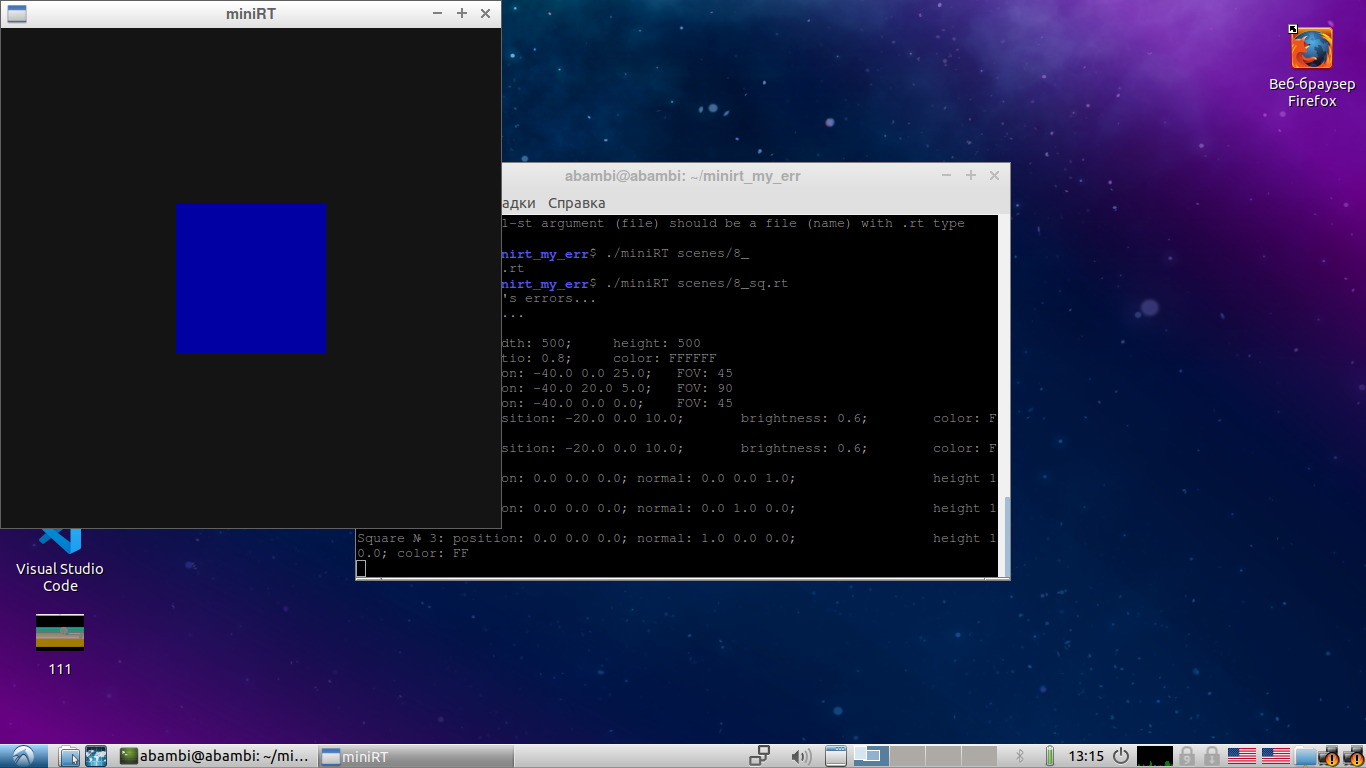 miniRT
Веб-браузер
Firefox
abambi@abambi: ~/minirt_my_err
адки Справка
1-st argument (file) should be a file (name) with .rt type
nirt_my_err$ ./miniRT scenes/8_
.rt
nirt_my_err$ ./miniRT scenes/8_sq.rt
's errors...
...
dth: 500; height: 500
tio: 0.8; color: FFFFFF
on: -40.0 0.0 25.0; FOV: 45
on: -40.0 20.0 5.0; FOV: 90
on: -40.0 0.0 0.0; FOV: 45
sition: -20.0 0.0 10.0; brightness: 0.6; color: F
sition: -20.0 0.0 10.0; brightness: 0.6; color: F
on: 0.0 0.0 0.0; normal: 0.0 0.0 1.0; height 1
on: 0.0 0.0 0.0; normal: 0.0 1.0 0.0; height 1
Square № 3: position: 0.0 0.0 0.0; normal: 1.0 0.0 0.0; height 1
0.0; color: FF
Visual Studio
Code
111
abambi@abambi: ~/mi...
miniRT
13:15